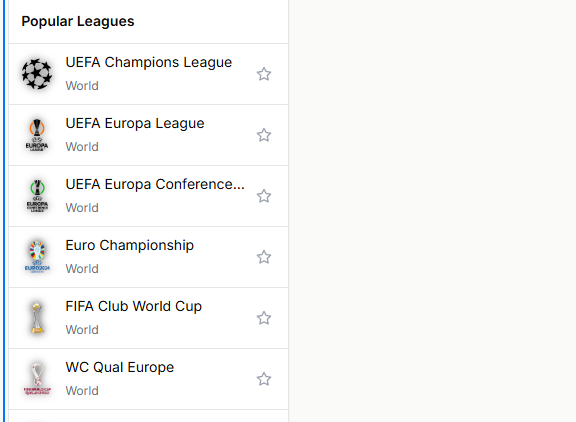 Popular Leagues
UEFA Champions League
World
UEFA Europa League
World
EUROPA
LEAGUE
UEFA Europa Conference...
World
EUROPA
CONFERENCE
LEAGUE
Euro Championship
World
EURO2024
FIFA Club World Cup
World
WC Qual Europe
World